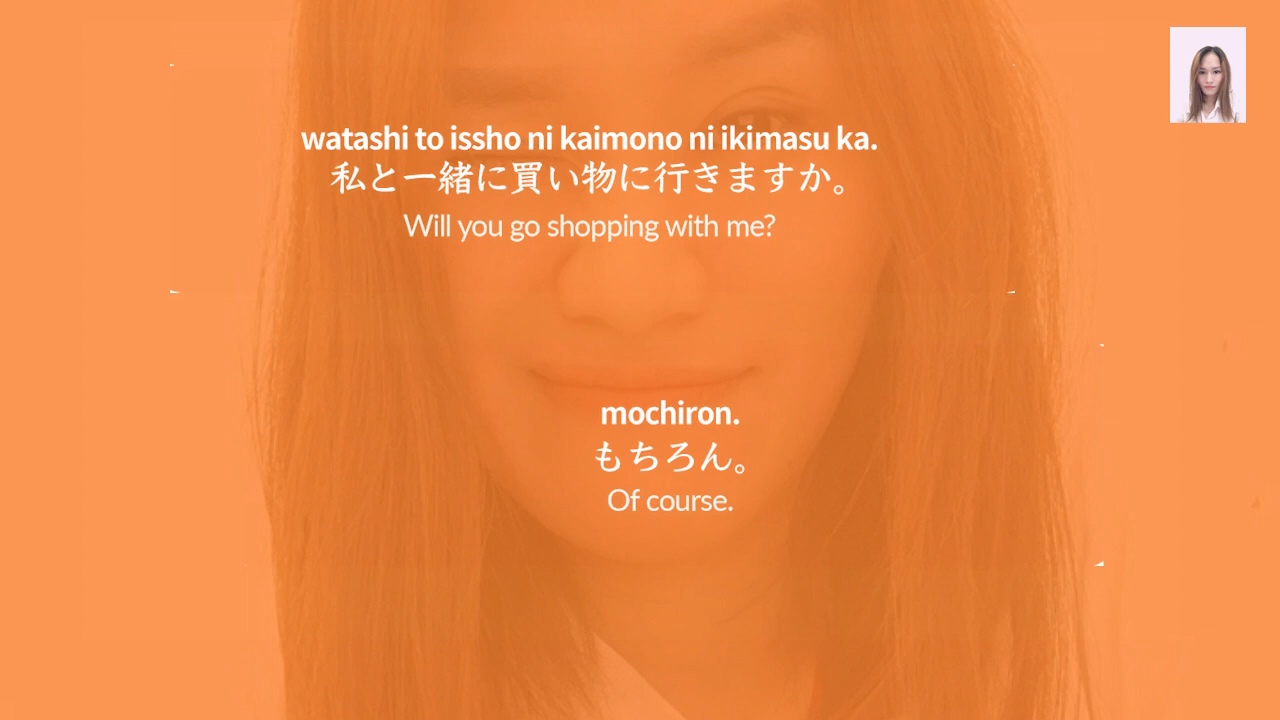 watashi to issho ni kaimono ni ikimasu ka.
私と一緒に買い物に行きますか。
Will you go shopping with me?
mochiron.
もちろん。
Of course.